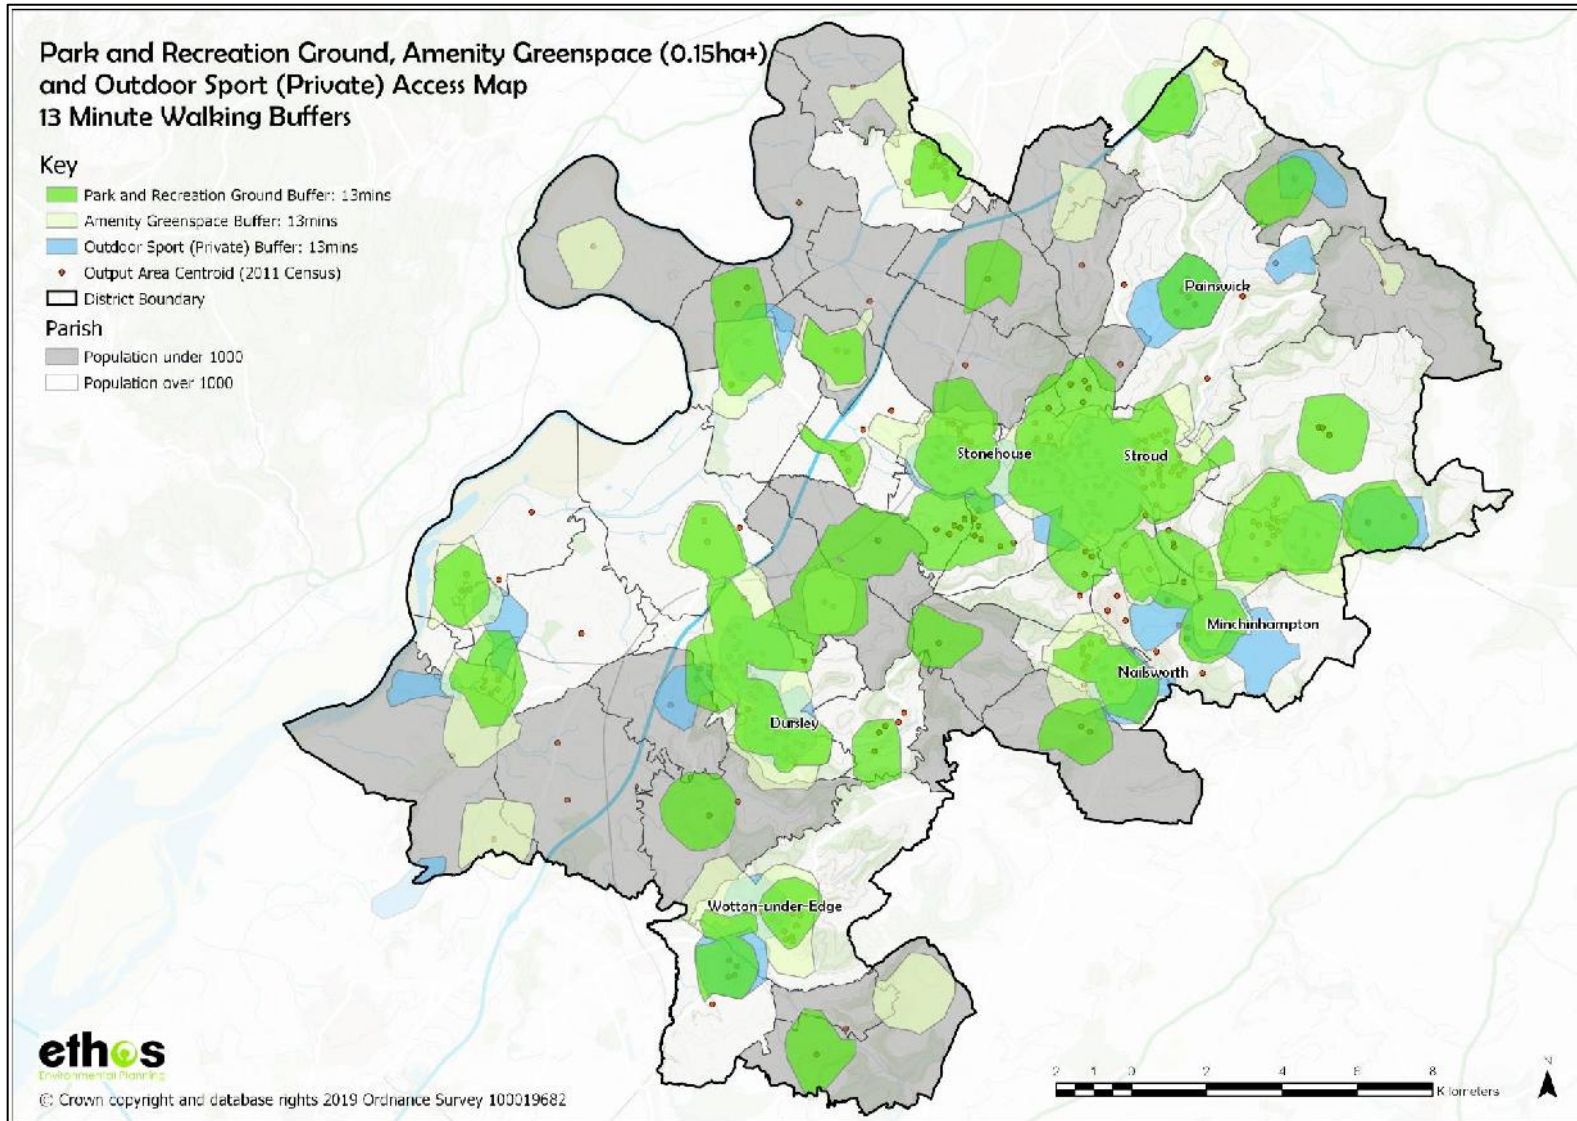 Park and Recreation Ground, Amenity Greenspace (0.15ha+)
and Outdoor Sport (Private) Access Map
13 Minute Walking Buffers
Key
Park and Recreation Ground Buffer: 13mins
Amenity Greenspace Buffer: 13mins
Outdoor Sport (Private) Buffer: 13mins
Output Area Centroid (2011 Census)
District Boundary
Parish
Population under 1000
Population over 1000
Painswick
Stonehouse
Stroud
Minchinhampton
Nailsworth
Dursley
Wotton-under-Edge
ethos
Environmental Planning
© Crown copyright and database rights 2019 Ordnance Survey 100019682
2 1 0 2 4 6 8
Kilometers
N